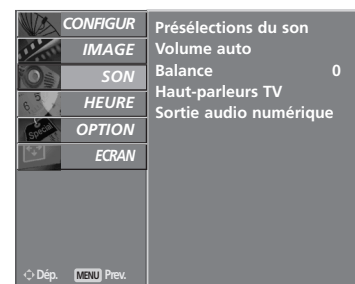 CONFIGUR
IMAGE
SON
HEURE
OPTION
ECRAN
Présélections du son
Volume auto
Balance 0
Haut-parleurs TV
Sortie audio numérique
Dép. MENU Prev.